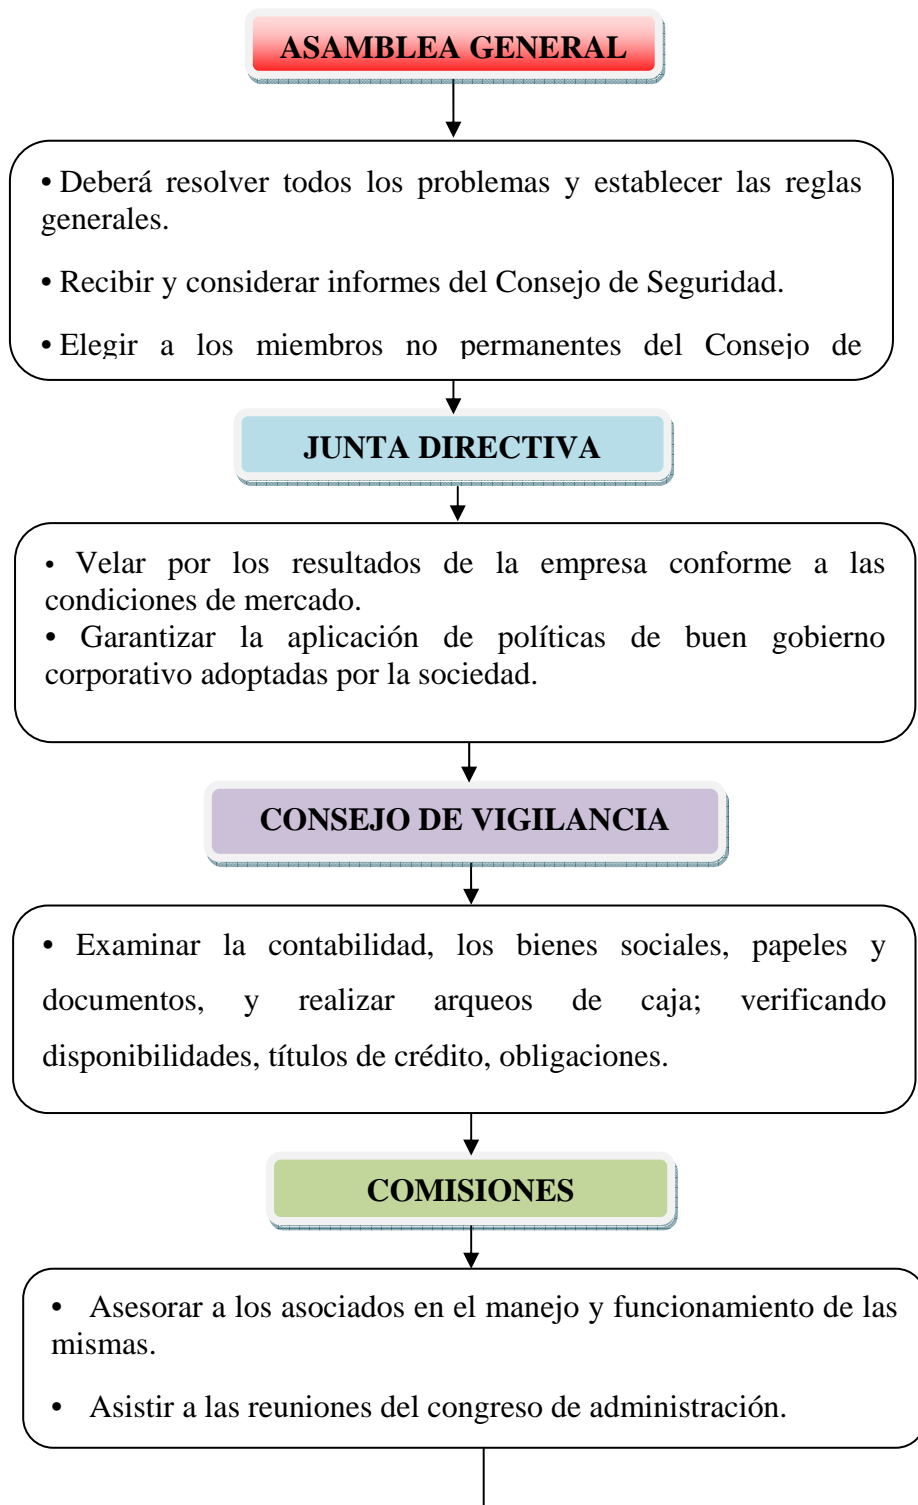 ASAMBLEA GENERAL
• Deberá resolver todos los problemas y establecer las reglas
generales.
• Recibir y considerar informes del Consejo de Seguridad.
• Elegir a los miembros no permanentes del Consejo de
JUNTA DIRECTIVA
• Velar por los resultados de la empresa conforme a las
condiciones de mercado.
• Garantizar la aplicación de políticas de buen gobierno
corporativo adoptadas por la sociedad.
CONSEJO DE VIGILANCIA
• Examinar la contabilidad, los bienes sociales, papeles y
documentos, y realizar arqueos de caja; verificando
disponibilidades, títulos de crédito, obligaciones.
COMISIONES
• Asesorar a los asociados en el manejo y funcionamiento de las
mismas.
• Asistir a las reuniones del congreso de administración.